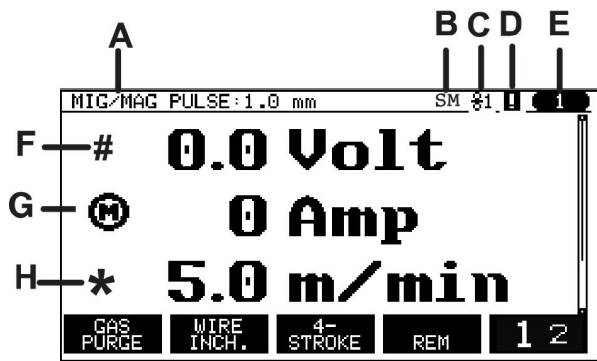 A
B C D E
MIG/MAG PULSE:1.0 mm SM 1 ! 1
F # 0.0 Volt
G M 0 Amp
H * 5.0 m/min
GAS PURGE WIRE INCH. 4-STROKE REM 1 2